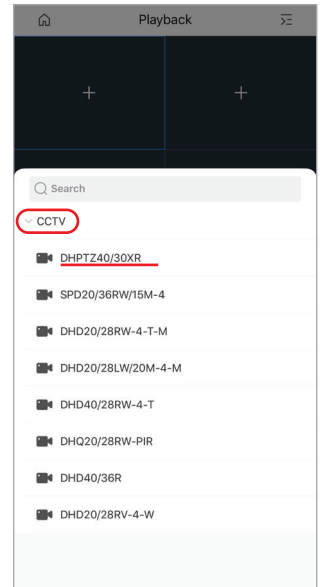 Playback
Search
CCTV
DHPTZ40/30XR
SPD20/36RW/15M-4
DHD20/28RW-4-T-M
DHD20/28LW/20M-4-M
DHD40/28RW-4-T
DHQ20/28RW-PIR
DHD40/36R
DHD20/28RV-4-W